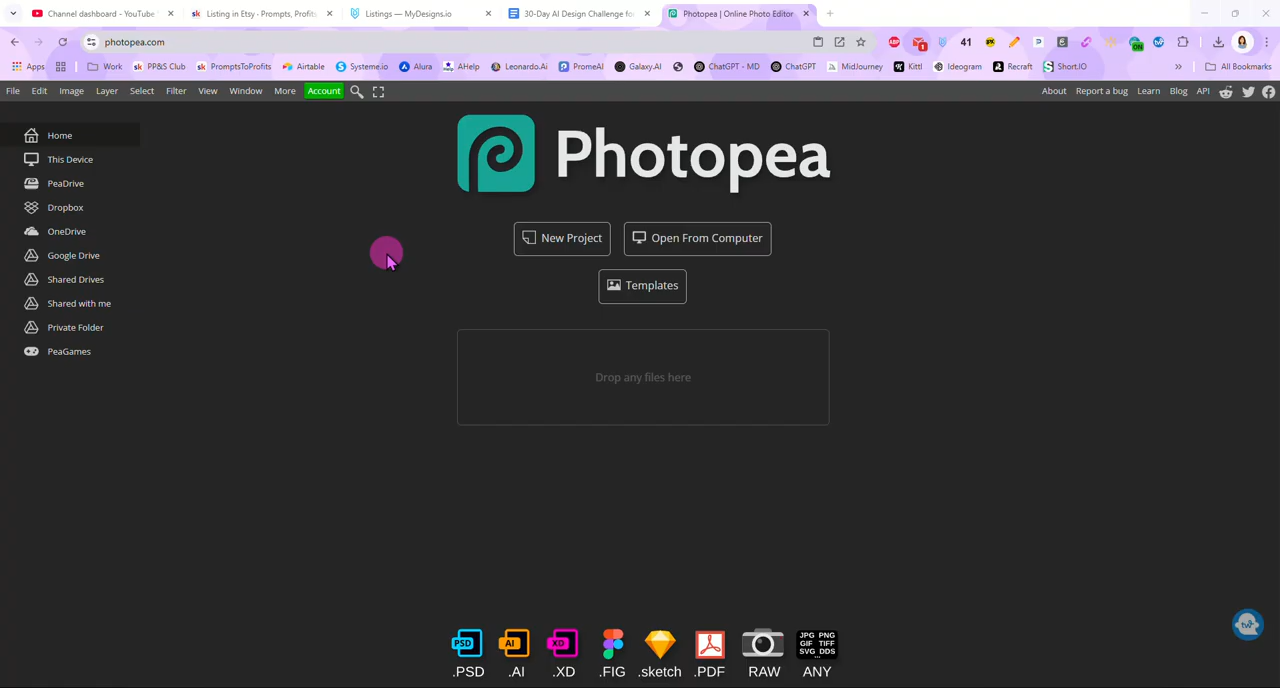 Channel dashboard - YouTube
Listing in Etsy - Prompts, Profits
Listings — MyDesigns.io
30-Day AI Design Challenge fo
Photopea | Online Photo Editor
photopea.com
1
41
ON
Apps
Work
PP&S Club
PromptsToProfits
Airtable
Systeme.io
Alura
AHelp
Leonardo.Ai
PromeAI
Galaxy.AI
ChatGPT - MD
ChatGPT
MidJourney
Kittl
Ideogram
Recraft
Short.IO
All Bookmarks
File Edit Image Layer Select Filter View Window More Account
About Report a bug Learn Blog API
Photopea
Home
This Device
PeaDrive
Dropbox
OneDrive
Google Drive
Shared Drives
Shared with me
Private Folder
PeaGames
New Project
Open From Computer
Templates
Drop any files here
PSD
AI
XD
JPG PNG
GIF TIFF
SVG DDS
...
.PSD .AI .XD .FIG .sketch .PDF RAW ANY